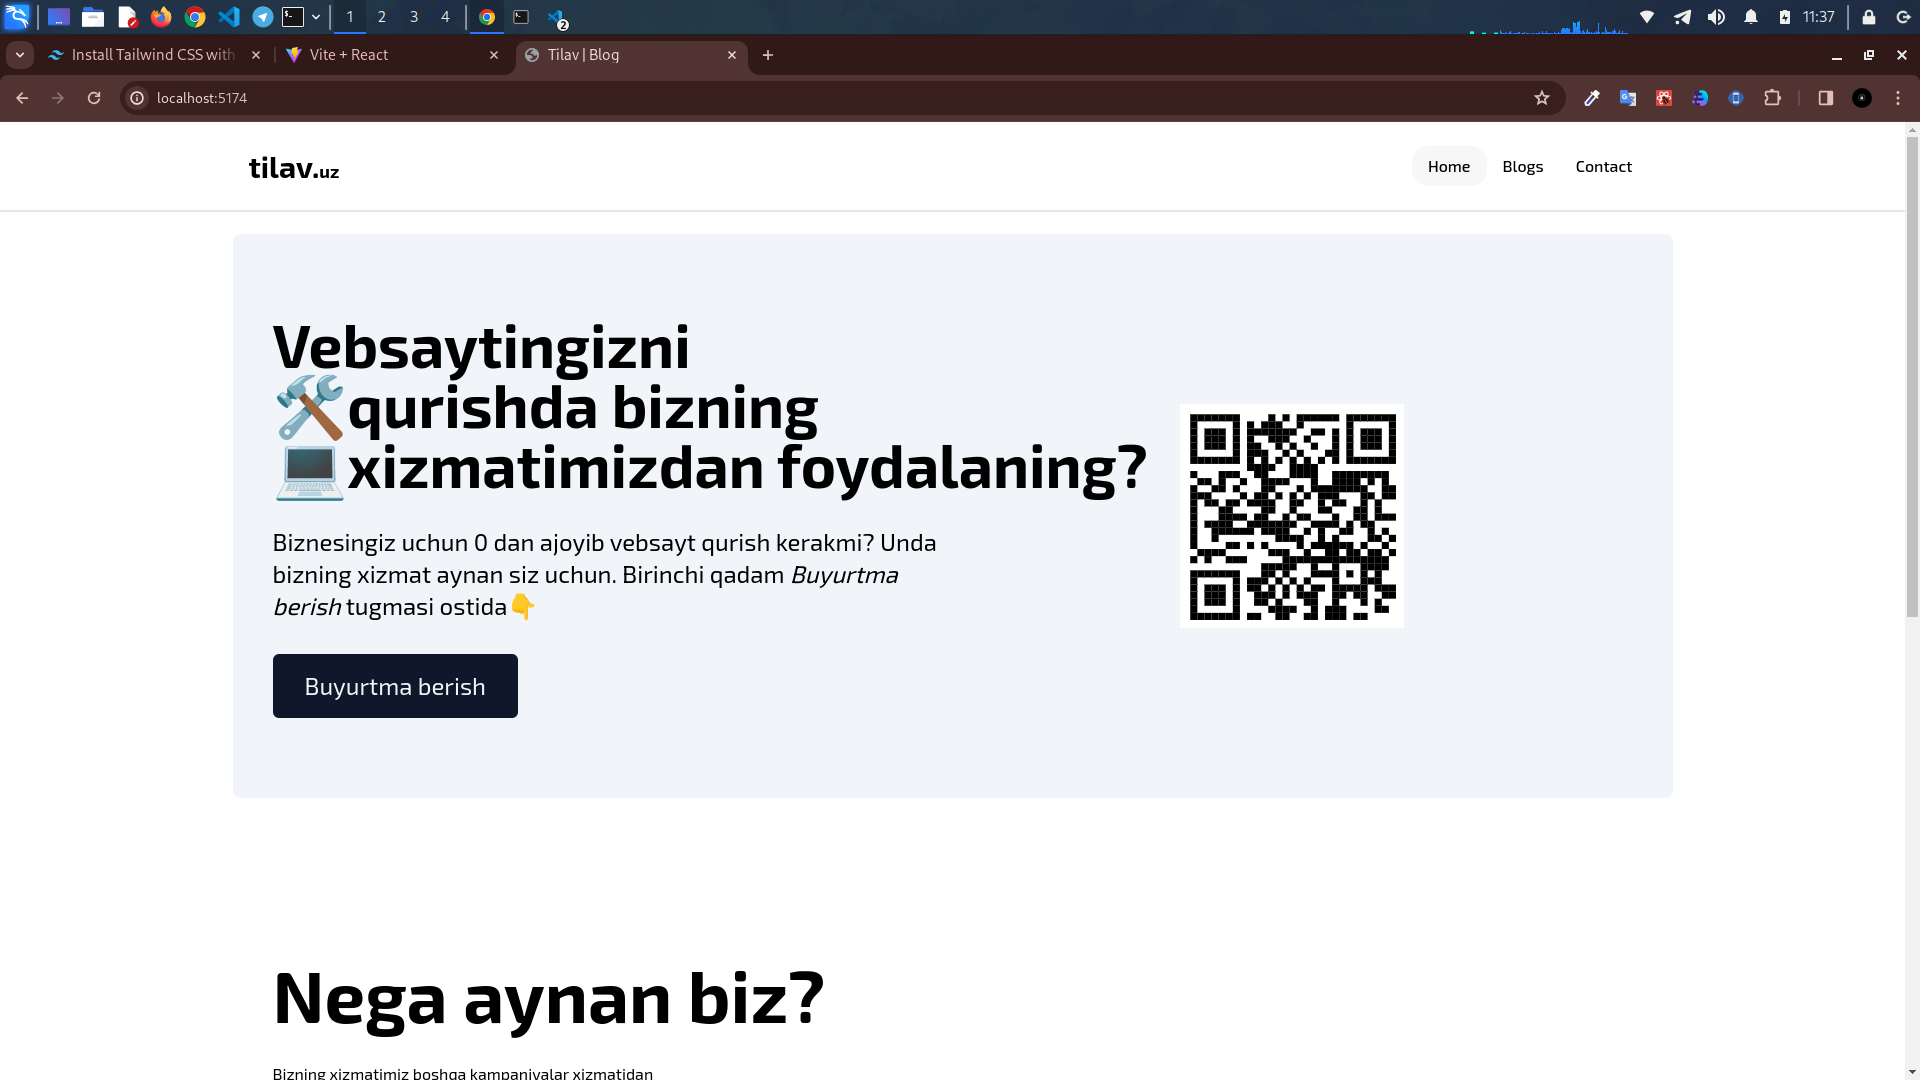 1 2 3 4
2
11:37
Install Tailwind CSS with
Vite + React
Tilav | Blog
localhost:5174
tilav.uz
Home
Blogs
Contact
Vebsaytingizni
🛠️qurishda bizning
💻xizmatimizdan foydalaning?
Biznesingiz uchun 0 dan ajoyib vebsayt qurish kerakmi? Unda
bizning xizmat aynan siz uchun. Birinchi qadam Buyurtma
berish tugmasi ostida👇
Buyurtma berish
Nega aynan biz?
Bizning xizmatimiz boshqa kampaniyalar xizmatidan